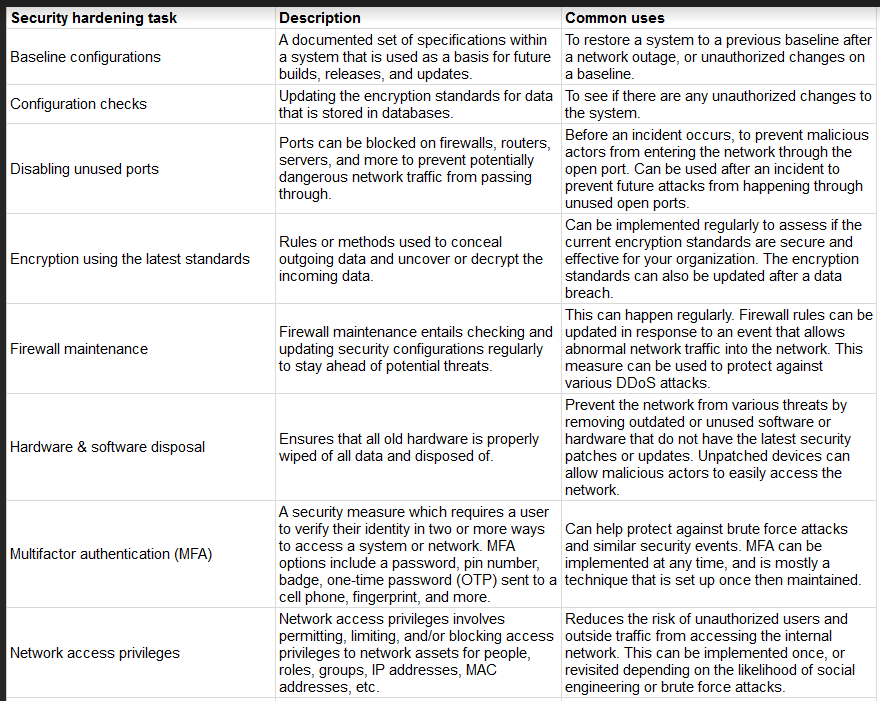 Security hardening task
Description
Common uses
Baseline configurations
A documented set of specifications within
a system that is used as a basis for future
builds, releases, and updates.
To restore a system to a previous baseline after
a network outage, or unauthorized changes on
a baseline.
Configuration checks
Updating the encryption standards for data
that is stored in databases.
To see if there are any unauthorized changes to
the system.
Disabling unused ports
Ports can be blocked on firewalls, routers,
servers, and more to prevent potentially
dangerous network traffic from passing
through.
Before an incident occurs, to prevent malicious
actors from entering the network through the
open port. Can be used after an incident to
prevent future attacks from happening through
unused open ports.
Encryption using the latest standards
Rules or methods used to conceal
outgoing data and uncover or decrypt the
incoming data.
Can be implemented regularly to assess if the
current encryption standards are secure and
effective for your organization. The encryption
standards can also be updated after a data
breach.
Firewall maintenance
Firewall maintenance entails checking and
updating security configurations regularly
to stay ahead of potential threats.
This can happen regularly. Firewall rules can be
updated in response to an event that allows
abnormal network traffic into the network. This
measure can be used to protect against
various DDoS attacks.
Hardware & software disposal
Ensures that all old hardware is properly
wiped of all data and disposed of.
Prevent the network from various threats by
removing outdated or unused software or
hardware that do not have the latest security
patches or updates. Unpatched devices can
allow malicious actors to easily access the
network.
Multifactor authentication (MFA)
A security measure which requires a user
to verify their identity in two or more ways
to access a system or network. MFA
options include a password, pin number,
badge, one-time password (OTP) sent to a
cell phone, fingerprint, and more.
Can help protect against brute force attacks
and similar security events. MFA can be
implemented at any time, and is mostly a
technique that is set up once then maintained.
Network access privileges
Network access privileges involves
permitting, limiting, and/or blocking access
privileges to network assets for people,
roles, groups, IP addresses, MAC
addresses, etc.
Reduces the risk of unauthorized users and
outside traffic from accessing the internal
network. This can be implemented once, or
revisited depending on the likelihood of social
engineering or brute force attacks.